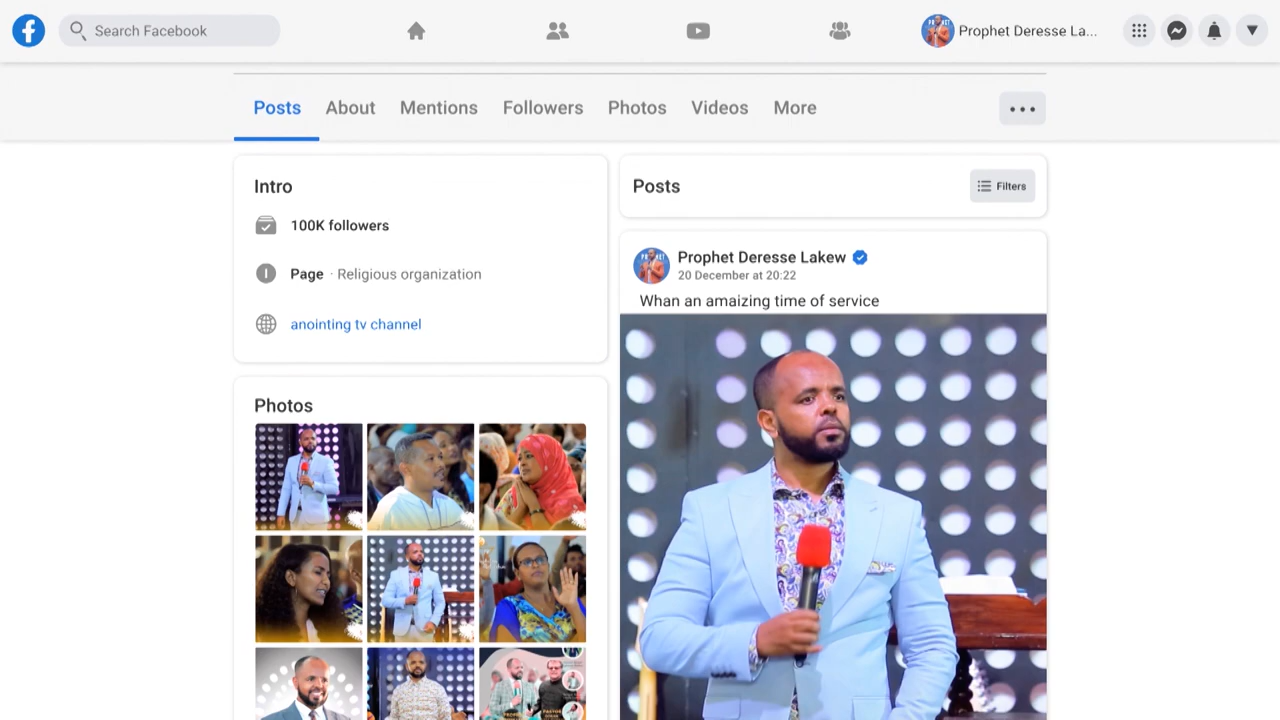 Search Facebook
Prophet Deresse La...
Posts
About
Mentions
Followers
Photos
Videos
More
Intro
100K followers
Page · Religious organization
anointing tv channel
Photos
Posts
Filters
Prophet Deresse Lakew
20 December at 20:22
Whan an amaizing time of service